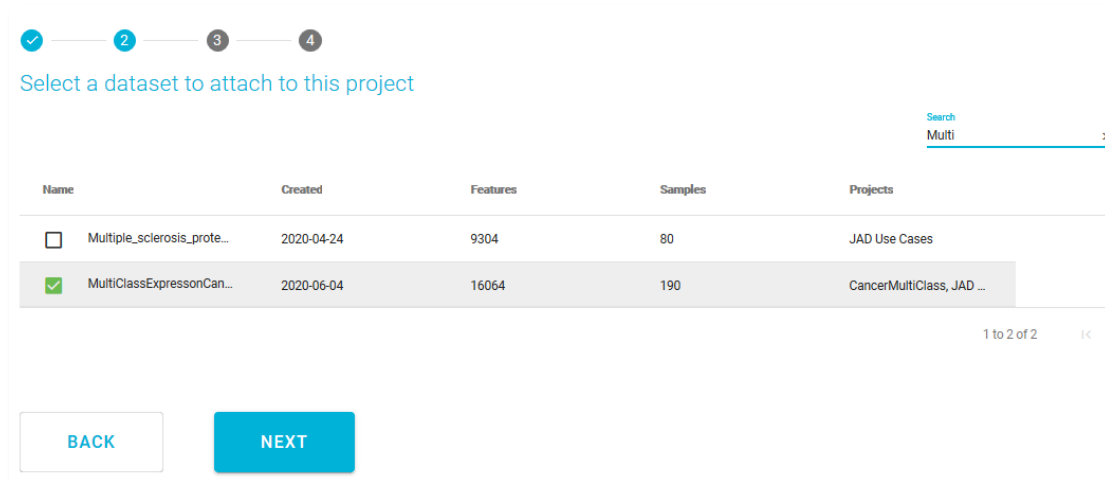 2 3 4
Select a dataset to attach to this project
Search
Multi
Name Created Features Samples Projects
Multiple_sclerosis_prote... 2020-04-24 9304 80 JAD Use Cases
MultiClassExpressonCan... 2020-06-04 16064 190 CancerMultiClass, JAD ...
1 to 2 of 2
BACK NEXT